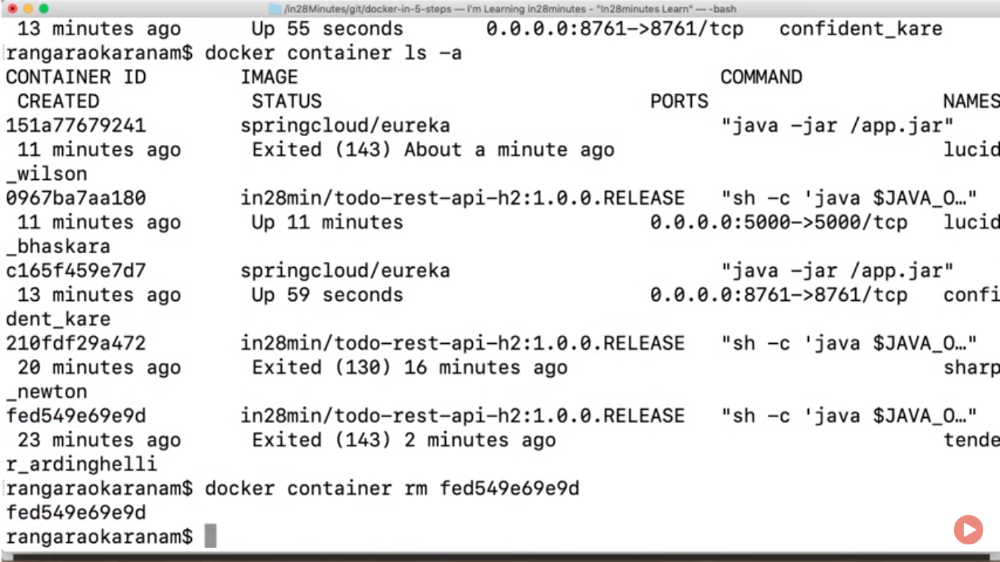 /in28Minutes/git/docker-in-5-steps — I'm Learning in28minutes - "In28minutes Learn" — -bash
13 minutes ago Up 55 seconds 0.0.0.0:8761->8761/tcp confident_kare
rangaraokaranam$ docker container ls -a
CONTAINER ID IMAGE COMMAND
CREATED STATUS PORTS NAMES
151a77679241 springcloud/eureka "java -jar /app.jar"
11 minutes ago Exited (143) About a minute ago lucid
_wilson
0967ba7aa180 in28min/todo-rest-api-h2:1.0.0.RELEASE "sh -c 'java $JAVA_O…"
11 minutes ago Up 11 minutes 0.0.0.0:5000->5000/tcp lucid
_bhaskara
c165f459e7d7 springcloud/eureka "java -jar /app.jar"
13 minutes ago Up 59 seconds 0.0.0.0:8761->8761/tcp confi
dent_kare
210fdf29a472 in28min/todo-rest-api-h2:1.0.0.RELEASE "sh -c 'java $JAVA_O…"
20 minutes ago Exited (130) 16 minutes ago sharp
_newton
fed549e69e9d in28min/todo-rest-api-h2:1.0.0.RELEASE "sh -c 'java $JAVA_O…"
23 minutes ago Exited (143) 2 minutes ago tende
r_ardinghelli
rangaraokaranam$ docker container rm fed549e69e9d
fed549e69e9d
rangaraokaranam$